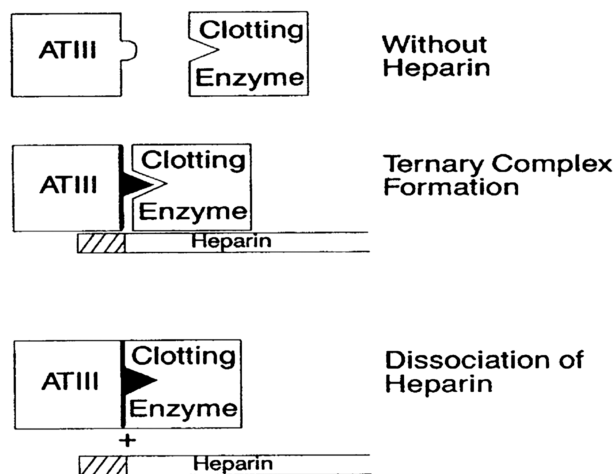 ATIII
Clotting
Enzyme
Without
Heparin
ATIII
Clotting
Enzyme
Ternary Complex
Formation
Heparin
ATIII
Clotting
Enzyme
Dissociation of
Heparin
+
Heparin